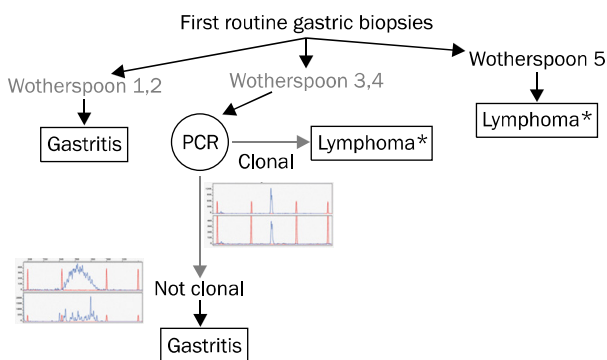 First routine gastric biopsies
Wotherspoon 1,2
Wotherspoon 3,4
Wotherspoon 5
Gastritis
PCR
Clonal
Lymphoma*
Lymphoma*
Not clonal
Gastritis